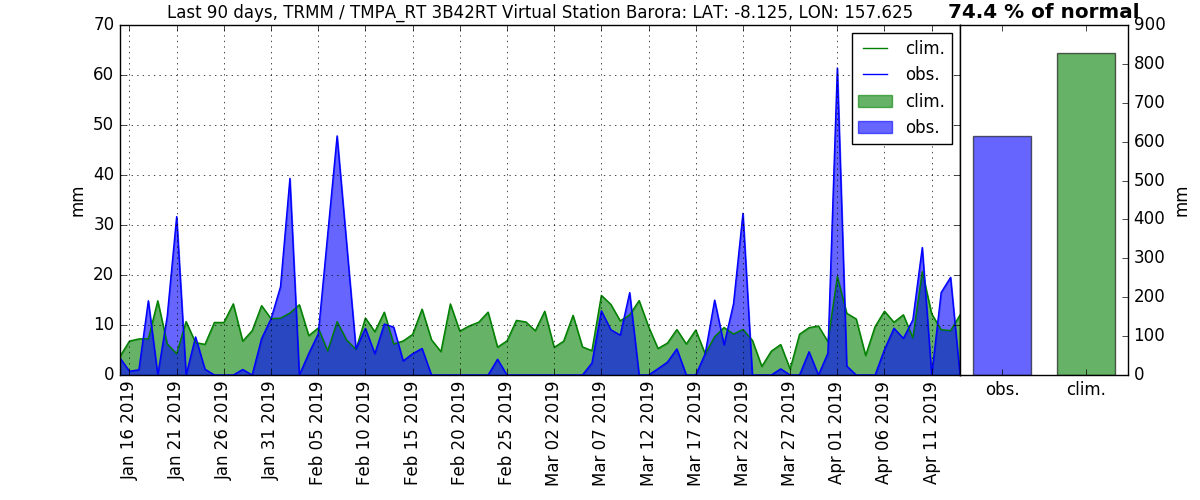 Last 90 days, TRMM / TMPA_RT 3B42RT Virtual Station Barora: LAT: -8.125, LON: 157.625
74.4 % of normal
70
60
50
40
30
20
10
0
mm
clim.
obs.
clim.
obs.
900
800
700
600
500
400
300
200
100
0
mm
Jan 16 2019
Jan 21 2019
Jan 26 2019
Jan 31 2019
Feb 05 2019
Feb 10 2019
Feb 15 2019
Feb 20 2019
Feb 25 2019
Mar 02 2019
Mar 07 2019
Mar 12 2019
Mar 17 2019
Mar 22 2019
Mar 27 2019
Apr 01 2019
Apr 06 2019
Apr 11 2019
obs.
clim.